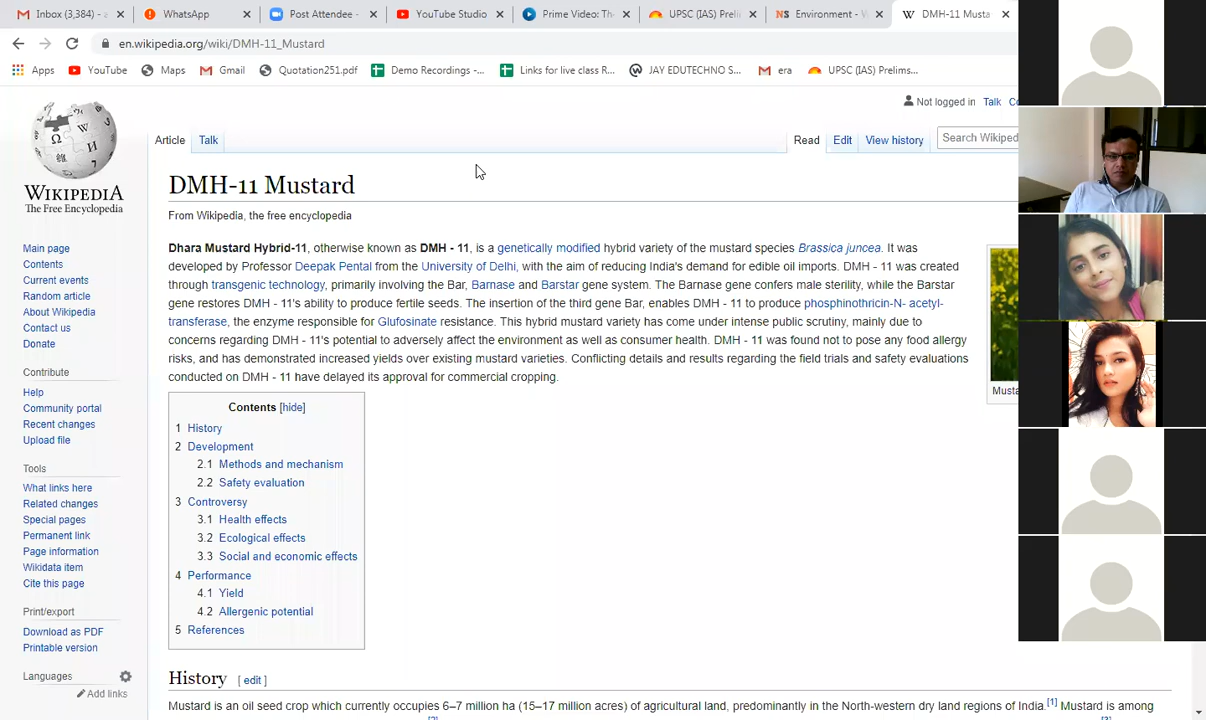 Inbox (3,384) - a
WhatsApp
Post Attendee -
YouTube Studio
Prime Video: Th
UPSC (IAS) Preli
Environment - V
DMH-11 Musta
en.wikipedia.org/wiki/DMH-11_Mustard
Apps
YouTube
Maps
Gmail
Quotation251.pdf
Demo Recordings -...
Links for live class R...
JAY EDUTECHNO S...
era
UPSC (IAS) Prelims...
Not logged in Talk
Article Talk
Read Edit View history
Search Wikiped
WIKIPEDIA
The Free Encyclopedia
DMH-11 Mustard
From Wikipedia, the free encyclopedia
Dhara Mustard Hybrid-11, otherwise known as DMH - 11, is a genetically modified hybrid variety of the mustard species Brassica juncea. It was
developed by Professor Deepak Pental from the University of Delhi, with the aim of reducing India's demand for edible oil imports. DMH - 11 was created
through transgenic technology, primarily involving the Bar, Barnase and Barstar gene system. The Barnase gene confers male sterility, while the Barstar
gene restores DMH - 11's ability to produce fertile seeds. The insertion of the third gene Bar, enables DMH - 11 to produce phosphinothricin-N- acetyl-
transferase, the enzyme responsible for Glufosinate resistance. This hybrid mustard variety has come under intense public scrutiny, mainly due to
concerns regarding DMH - 11's potential to adversely affect the environment as well as consumer health. DMH - 11 was found not to pose any food allergy
risks, and has demonstrated increased yields over existing mustard varieties. Conflicting details and results regarding the field trials and safety evaluations
conducted on DMH - 11 have delayed its approval for commercial cropping.
Musta
Main page
Contents
Current events
Random article
About Wikipedia
Contact us
Donate
Contribute
Help
Community portal
Recent changes
Upload file
Tools
What links here
Related changes
Special pages
Permanent link
Page information
Wikidata item
Cite this page
Print/export
Download as PDF
Printable version
Languages
Add links
Contents [hide]
1 History
2 Development
2.1 Methods and mechanism
2.2 Safety evaluation
3 Controversy
3.1 Health effects
3.2 Ecological effects
3.3 Social and economic effects
4 Performance
4.1 Yield
4.2 Allergenic potential
5 References
History [ edit ]
Mustard is an oil seed crop which currently occupies 6–7 million ha (15–17 million acres) of agricultural land, predominantly in the North-western dry land regions of India.[1] Mustard is among